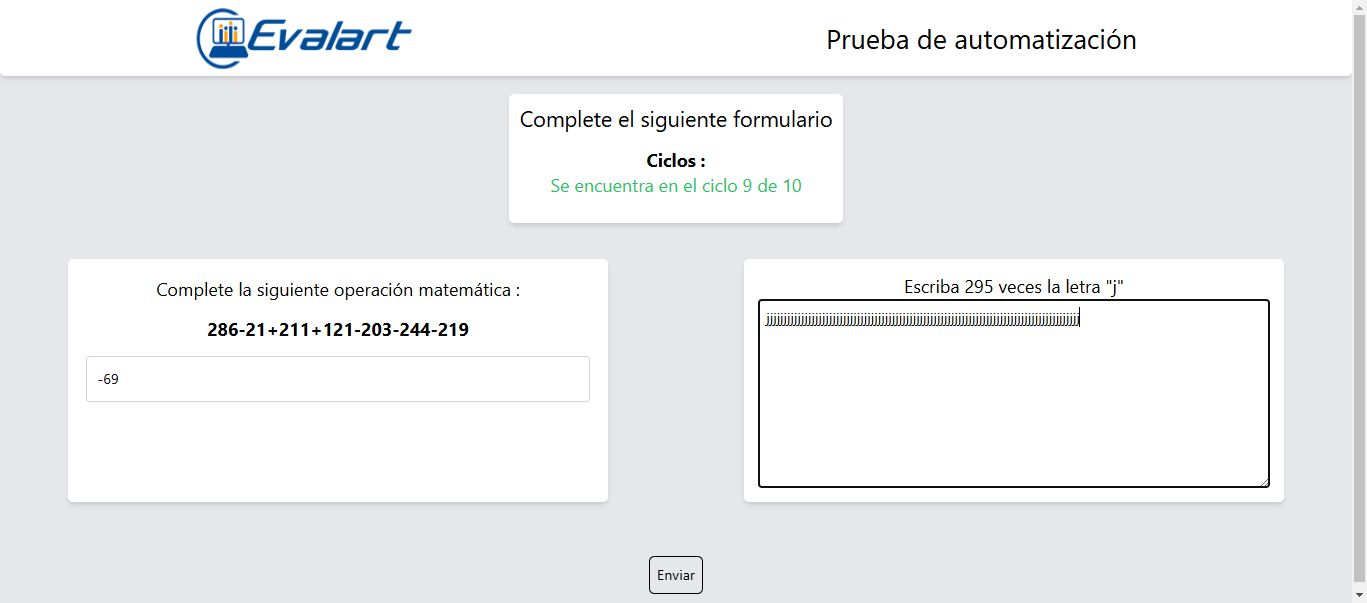 Evalart
Prueba de automatización
Complete el siguiente formulario
Ciclos :
Se encuentra en el ciclo 9 de 10
Complete la siguiente operación matemática :
286-21+211+121-203-244-219
-69
Escriba 295 veces la letra "j"
jjjjjjjjjjjjjjjjjjjjjjjjjjjjjjjjjjjjjjjjjjjjjjjjjjjjjjjjjjjjjjjjjjjjjjjjjjjjjjjjjjjjjjjjj
Enviar